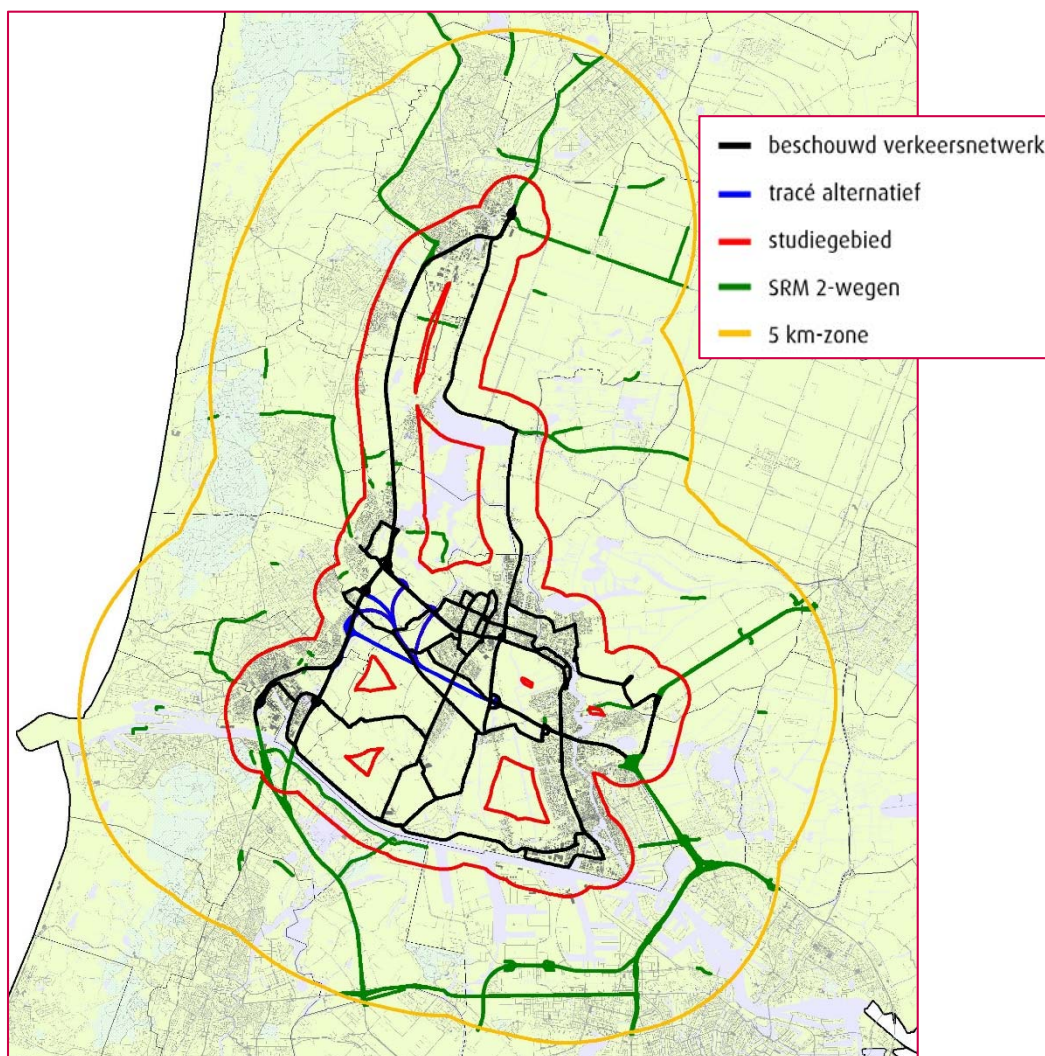 beschouwd verkeersnetwerk
tracé alternatief
studiegebied
SRM 2-wegen
5 km-zone